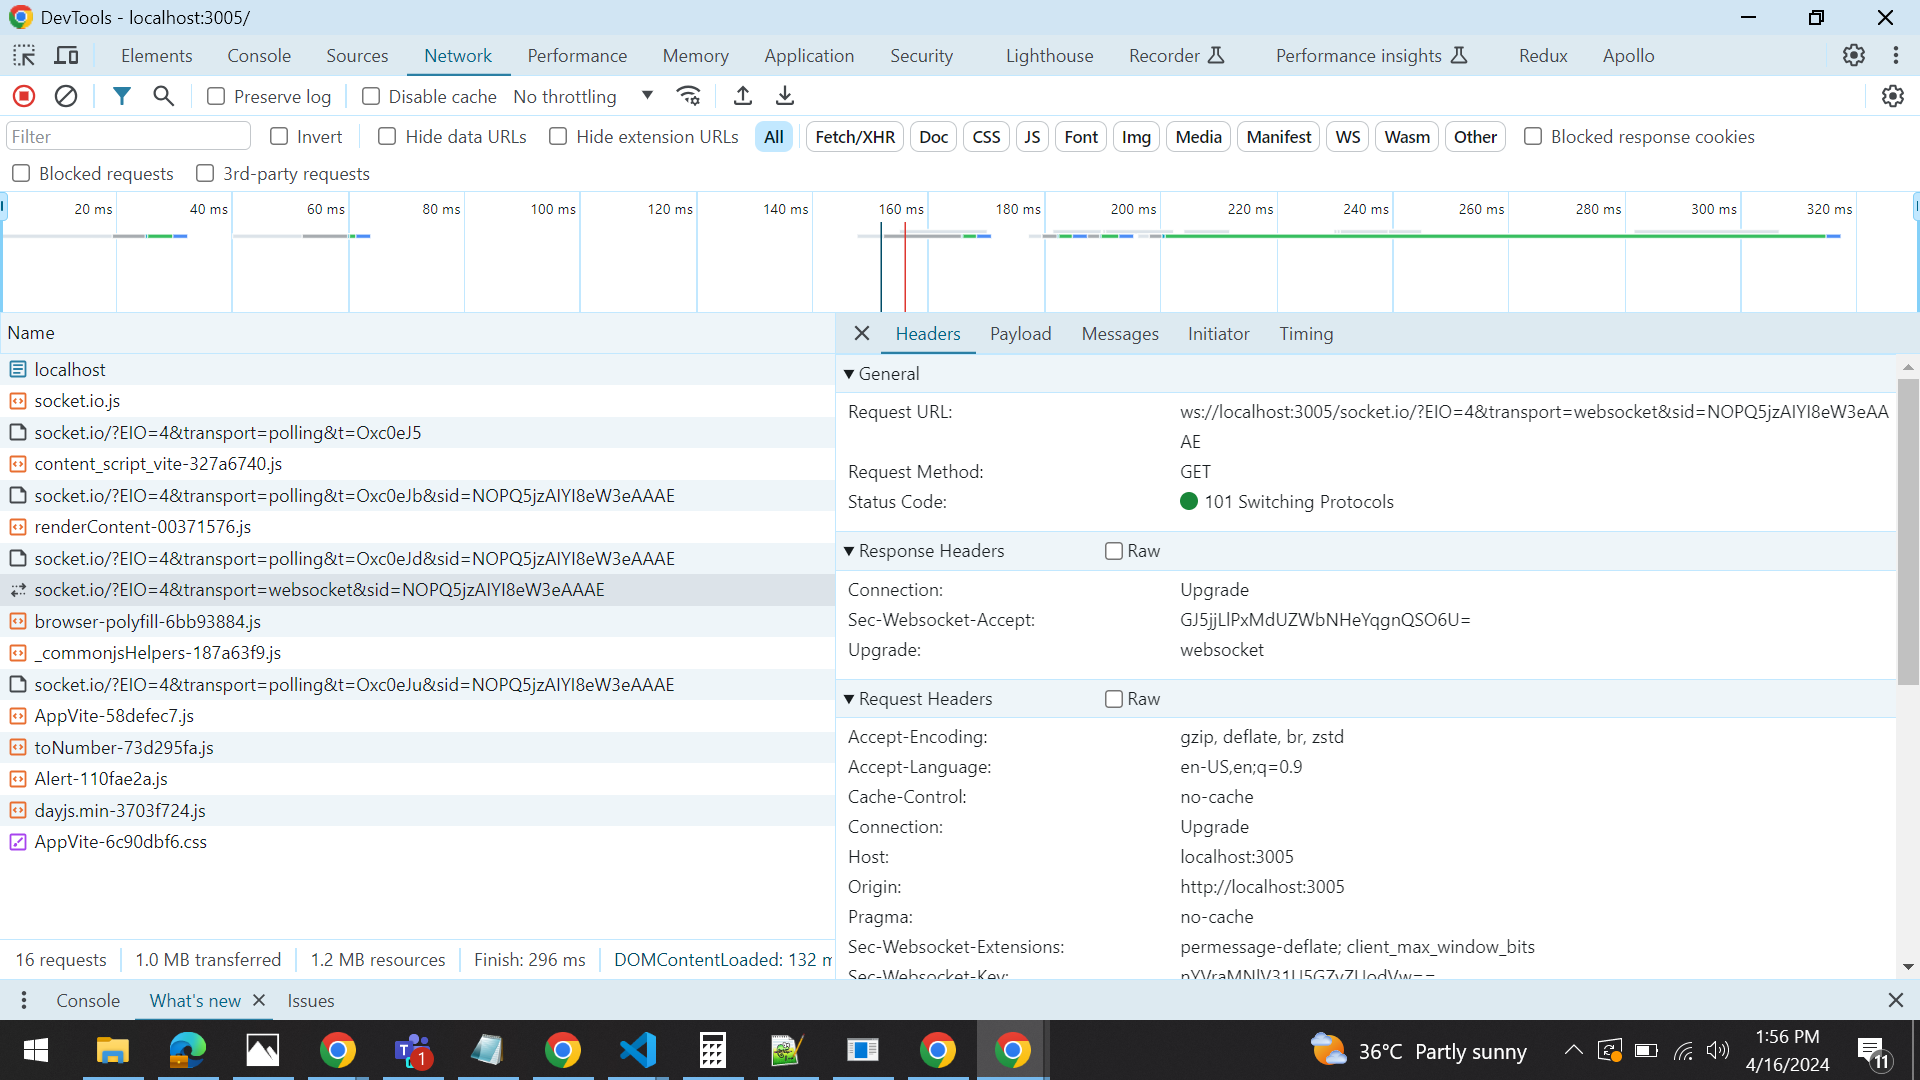 DevTools - localhost:3005/
Elements Console Sources Network Performance Memory Application Security Lighthouse Recorder Performance insights Redux Apollo
Preserve log Disable cache No throttling
Filter Invert Hide data URLs Hide extension URLs All Fetch/XHR Doc CSS JS Font Img Media Manifest WS Wasm Other Blocked response cookies
Blocked requests 3rd-party requests
20 ms 40 ms 60 ms 80 ms 100 ms 120 ms 140 ms 160 ms 180 ms 200 ms 220 ms 240 ms 260 ms 280 ms 300 ms 320 ms
Name
localhost
socket.io.js
socket.io/?EIO=4&transport=polling&t=Oxc0eJ5
content_script_vite-327a6740.js
socket.io/?EIO=4&transport=polling&t=Oxc0eJb&sid=NOPQ5jzAIYI8eW3eAAAE
renderContent-00371576.js
socket.io/?EIO=4&transport=polling&t=Oxc0eJd&sid=NOPQ5jzAIYI8eW3eAAAE
socket.io/?EIO=4&transport=websocket&sid=NOPQ5jzAIYI8eW3eAAAE
browser-polyfill-6bb93884.js
_commonjsHelpers-187a63f9.js
socket.io/?EIO=4&transport=polling&t=Oxc0eJu&sid=NOPQ5jzAIYI8eW3eAAAE
AppVite-58defec7.js
toNumber-73d295fa.js
Alert-110fae2a.js
dayjs.min-3703f724.js
AppVite-6c90dbf6.css
16 requests 1.0 MB transferred 1.2 MB resources Finish: 296 ms DOMContentLoaded: 132 m
Headers Payload Messages Initiator Timing
General
Request URL: ws://localhost:3005/socket.io/?EIO=4&transport=websocket&sid=NOPQ5jzAIYI8eW3eAA
AE
Request Method: GET
Status Code: 101 Switching Protocols
Response Headers Raw
Connection: Upgrade
Sec-Websocket-Accept: GJ5jjLlPxMdUZWbNHeYqgnQSO6U=
Upgrade: websocket
Request Headers Raw
Accept-Encoding: gzip, deflate, br, zstd
Accept-Language: en-US,en;q=0.9
Cache-Control: no-cache
Connection: Upgrade
Host: localhost:3005
Origin: http://localhost:3005
Pragma: no-cache
Sec-Websocket-Extensions: permessage-deflate; client_max_window_bits
Sec-Websocket-Key:
Console What's new Issues
1
36°C Partly sunny
1:56 PM
4/16/2024
11